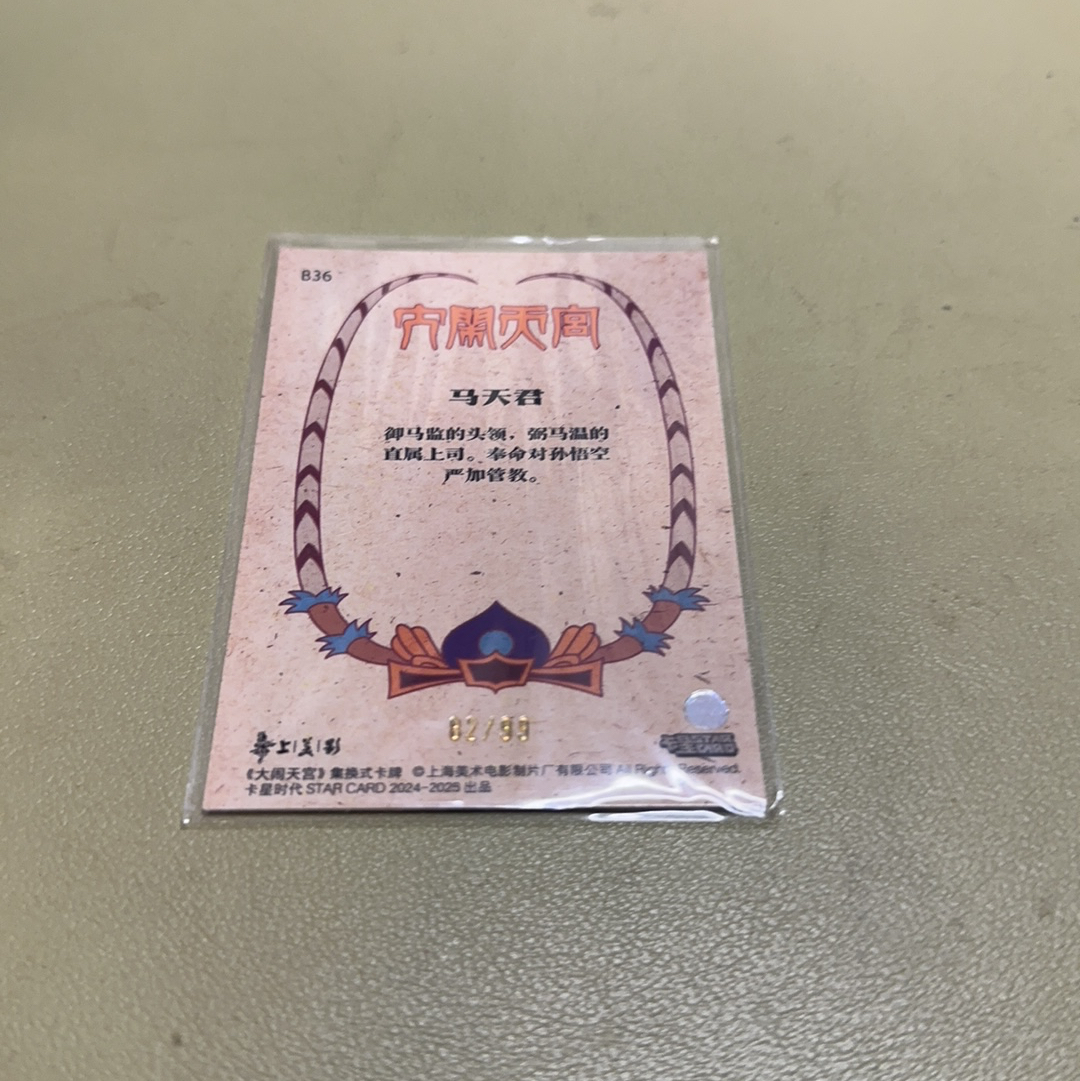 B36
大闹天宫
马天君
御马监的头领，弼马温的
直属上司。奉命对孙悟空
严加管教。
02/99
上美影
《大闹天宫》集换式卡牌 ©上海美术电影制片厂有限公司 All Rights Reserved.
卡星时代 STAR CARD 2024-2025 出品